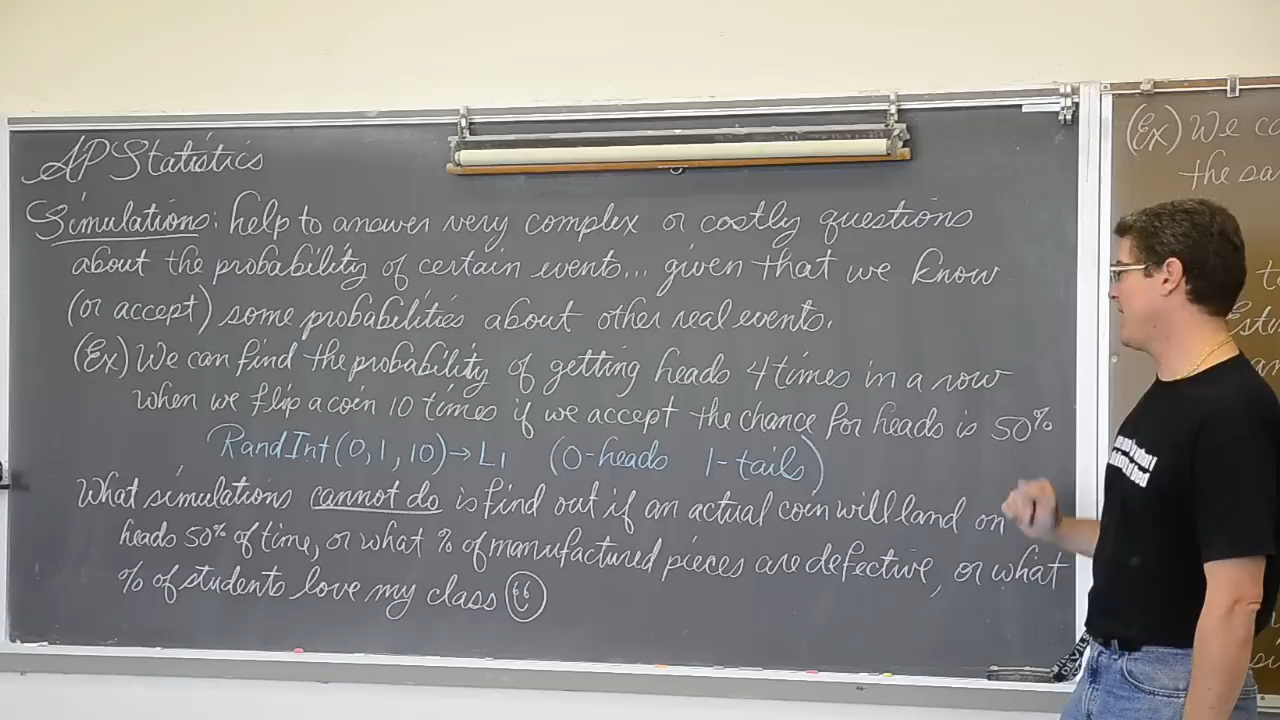 AP Statistics
Simulations: help to answer very complex or costly questions
about the probability of certain events... given that we know
(or accept) some probabilities about other real events.
(Ex) We can find the probability of getting heads 4 times in a row
when we flip a coin 10 times if we accept the chance for heads is 50%
RandInt(0,1,10)→L1 (0-heads 1-tails)
What simulations cannot do is find out if an actual coin will land on
heads 50% of time, or what % of manufactured pieces are defective, or what
% of students love my class
(Ex) We
the
DEVILS